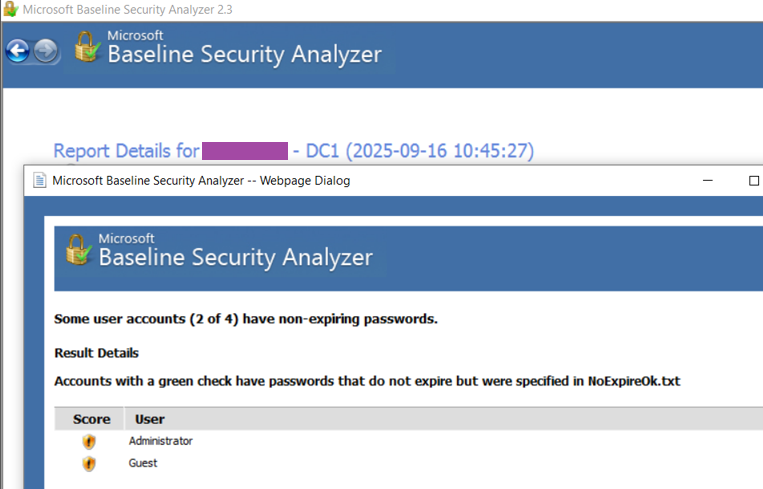 Microsoft Baseline Security Analyzer 2.3
Microsoft
Baseline Security Analyzer
Report Details for - DC1 (2025-09-16 10:45:27)
Microsoft Baseline Security Analyzer -- Webpage Dialog
Microsoft
Baseline Security Analyzer
Some user accounts (2 of 4) have non-expiring passwords.
Result Details
Accounts with a green check have passwords that do not expire but were specified in NoExpireOk.txt
Score User
Administrator
Guest